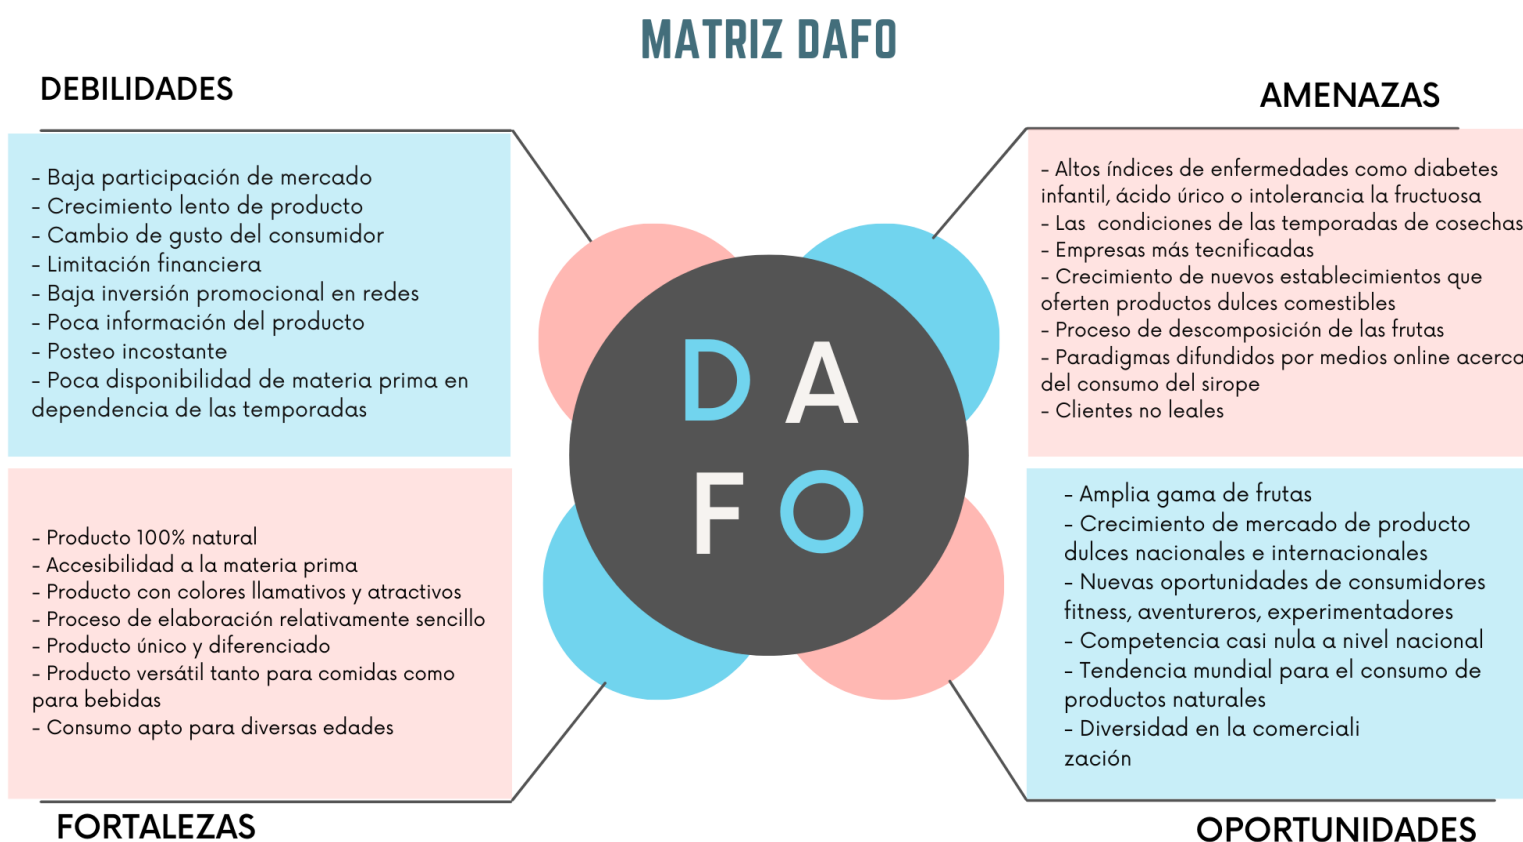 MATRIZ DAFO
DEBILIDADES
- Baja participación de mercado
- Crecimiento lento de producto
- Cambio de gusto del consumidor
- Limitación financiera
- Baja inversión promocional en redes
- Poca información del producto
- Posteo incostante
- Poca disponibilidad de materia prima en
dependencia de las temporadas
AMENAZAS
- Altos índices de enfermedades como diabetes
infantil, ácido úrico o intolerancia la fructuosa
- Las condiciones de las temporadas de cosechas
- Empresas más tecnificadas
- Crecimiento de nuevos establecimientos que
oferten productos dulces comestibles
- Proceso de descomposición de las frutas
- Paradigmas difundidos por medios online acerca
del consumo del sirope
- Clientes no leales
D A
F O
- Producto 100% natural
- Accesibilidad a la materia prima
- Producto con colores llamativos y atractivos
- Proceso de elaboración relativamente sencillo
- Producto único y diferenciado
- Producto versátil tanto para comidas como
para bebidas
- Consumo apto para diversas edades
FORTALEZAS
- Amplia gama de frutas
- Crecimiento de mercado de producto
dulces nacionales e internacionales
- Nuevas oportunidades de consumidores
fitness, aventureros, experimentadores
- Competencia casi nula a nivel nacional
- Tendencia mundial para el consumo de
productos naturales
- Diversidad en la comerciali
zación
OPORTUNIDADES